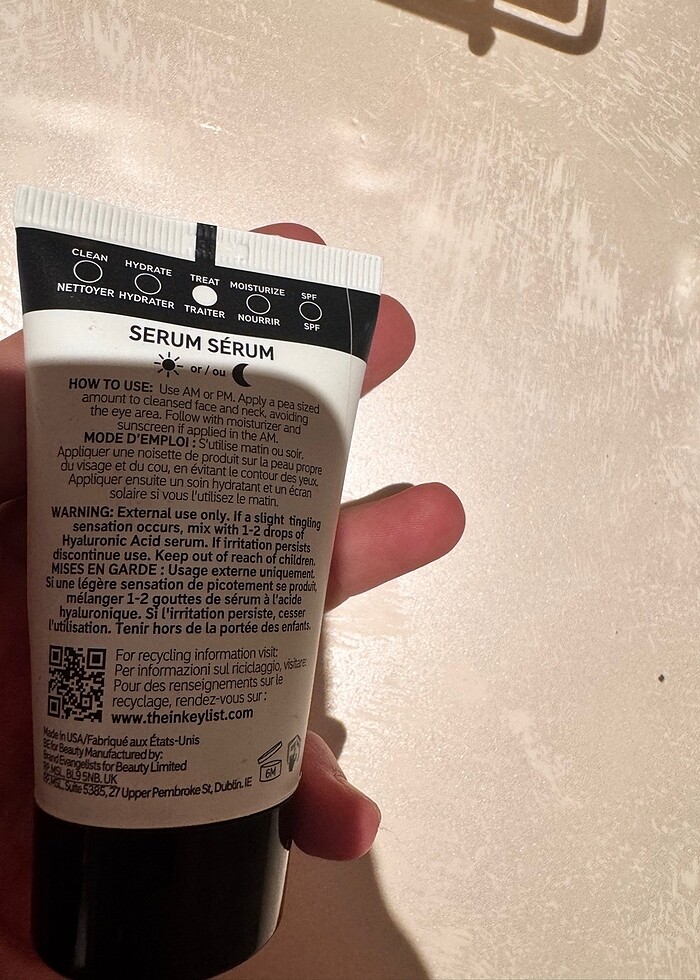 CLEAN HYDRATE TREAT MOISTURIZE SPF
NETTOYER HYDRATER TRAITER NOURRIR SPF
SERUM SÉRUM
or / ou
HOW TO USE: Use AM or PM. Apply a pea sized
amount to cleansed face and neck, avoiding
the eye area. Follow with moisturizer and
sunscreen if applied in the AM.
MODE D'EMPLOI : S'utilise matin ou soir.
Appliquer une noisette de produit sur la peau propre
du visage et du cou, en évitant le contour des yeux.
Appliquer ensuite un soin hydratant et un écran
solaire si vous l'utilisez le matin.
WARNING: External use only. If a slight tingling
sensation occurs, mix with 1-2 drops of
Hyaluronic Acid serum. If irritation persists
discontinue use. Keep out of reach of children.
MISES EN GARDE : Usage externe uniquement.
Si une légère sensation de picotement se produit,
mélanger 1-2 gouttes de sérum à l'acide
hyaluronique. Si l'irritation persiste, cesser
l'utilisation. Tenir hors de la portée des enfants.
For recycling information visit:
Per informazioni sul riciclaggio, visitare:
Pour des renseignements sur le
recyclage, rendez-vous sur :
www.theinkeylist.com
Made in USA/Fabriqué aux États-Unis
BE for Beauty Manufactured by:
Brand Evangelists for Beauty Limited
RP: MSL, BL9 5NB. UK
RP: MSL, Suite 5385, 27 Upper Pembroke St, Dublin. IE
6M